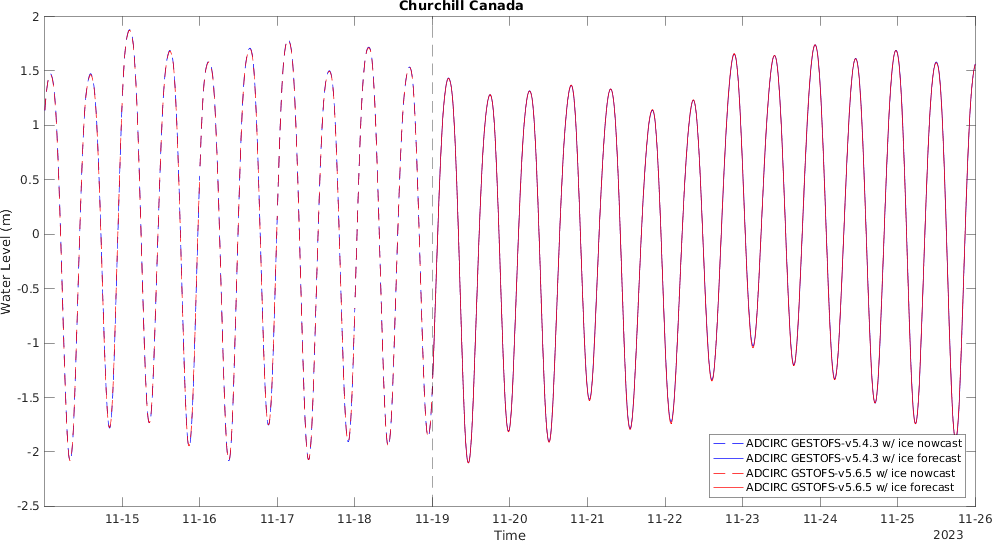 Churchill Canada
2
1.5
1
0.5
0
-0.5
-1
-1.5
-2
-2.5
Water Level (m)
ADCIRC GESTOFS-v5.4.3 w/ ice nowcast
ADCIRC GESTOFS-v5.4.3 w/ ice forecast
ADCIRC GSTOFS-v5.6.5 w/ ice nowcast
ADCIRC GSTOFS-v5.6.5 w/ ice forecast
11-15 11-16 11-17 11-18 11-19 11-20 11-21 11-22 11-23 11-24 11-25 11-26
Time
2023